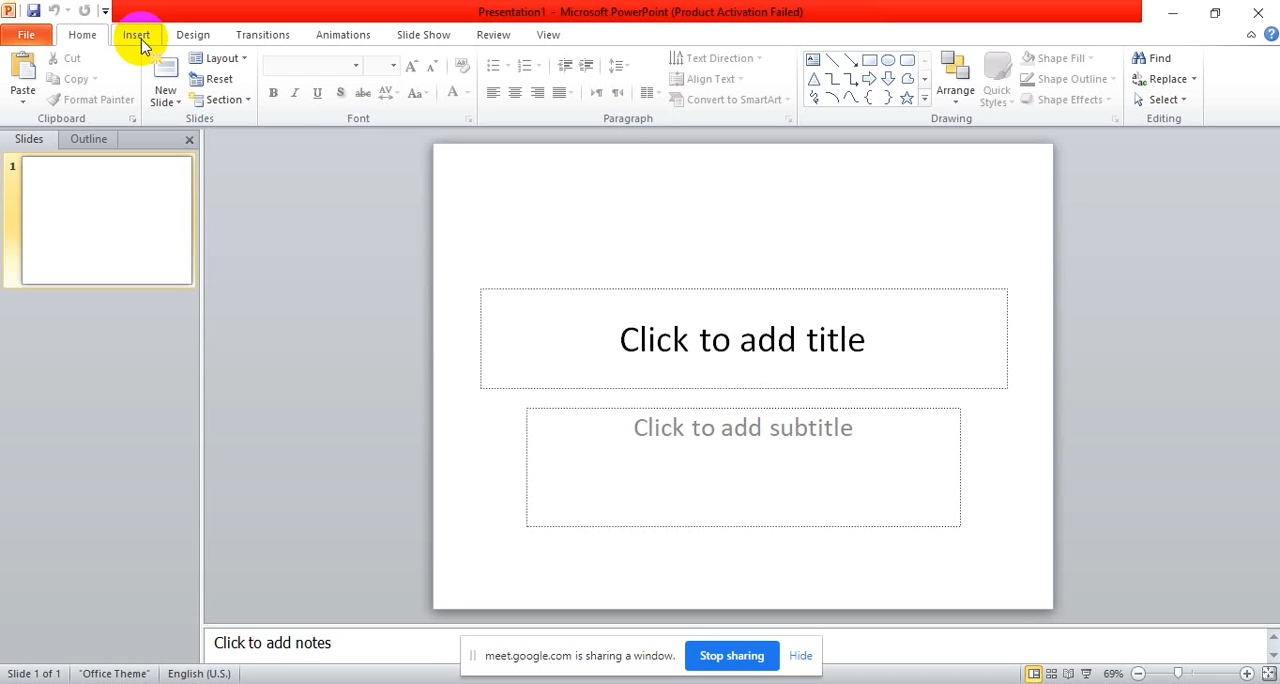 Presentation1 - Microsoft PowerPoint (Product Activation Failed)
File Home Insert Design Transitions Animations Slide Show Review View
Paste
Cut
Copy
Format Painter
Clipboard
New Slide
Layout
Reset
Section
Slides
B I U S abc AV Aa A
Font
Text Direction
Align Text
Convert to SmartArt
Paragraph
Arrange
Quick Styles
Shape Fill
Shape Outline
Shape Effects
Drawing
Find
Replace
Select
Editing
Slides Outline
1
Click to add title
Click to add subtitle
Click to add notes
meet.google.com is sharing a window. Stop sharing Hide
Slide 1 of 1 "Office Theme" English (U.S.) 69%